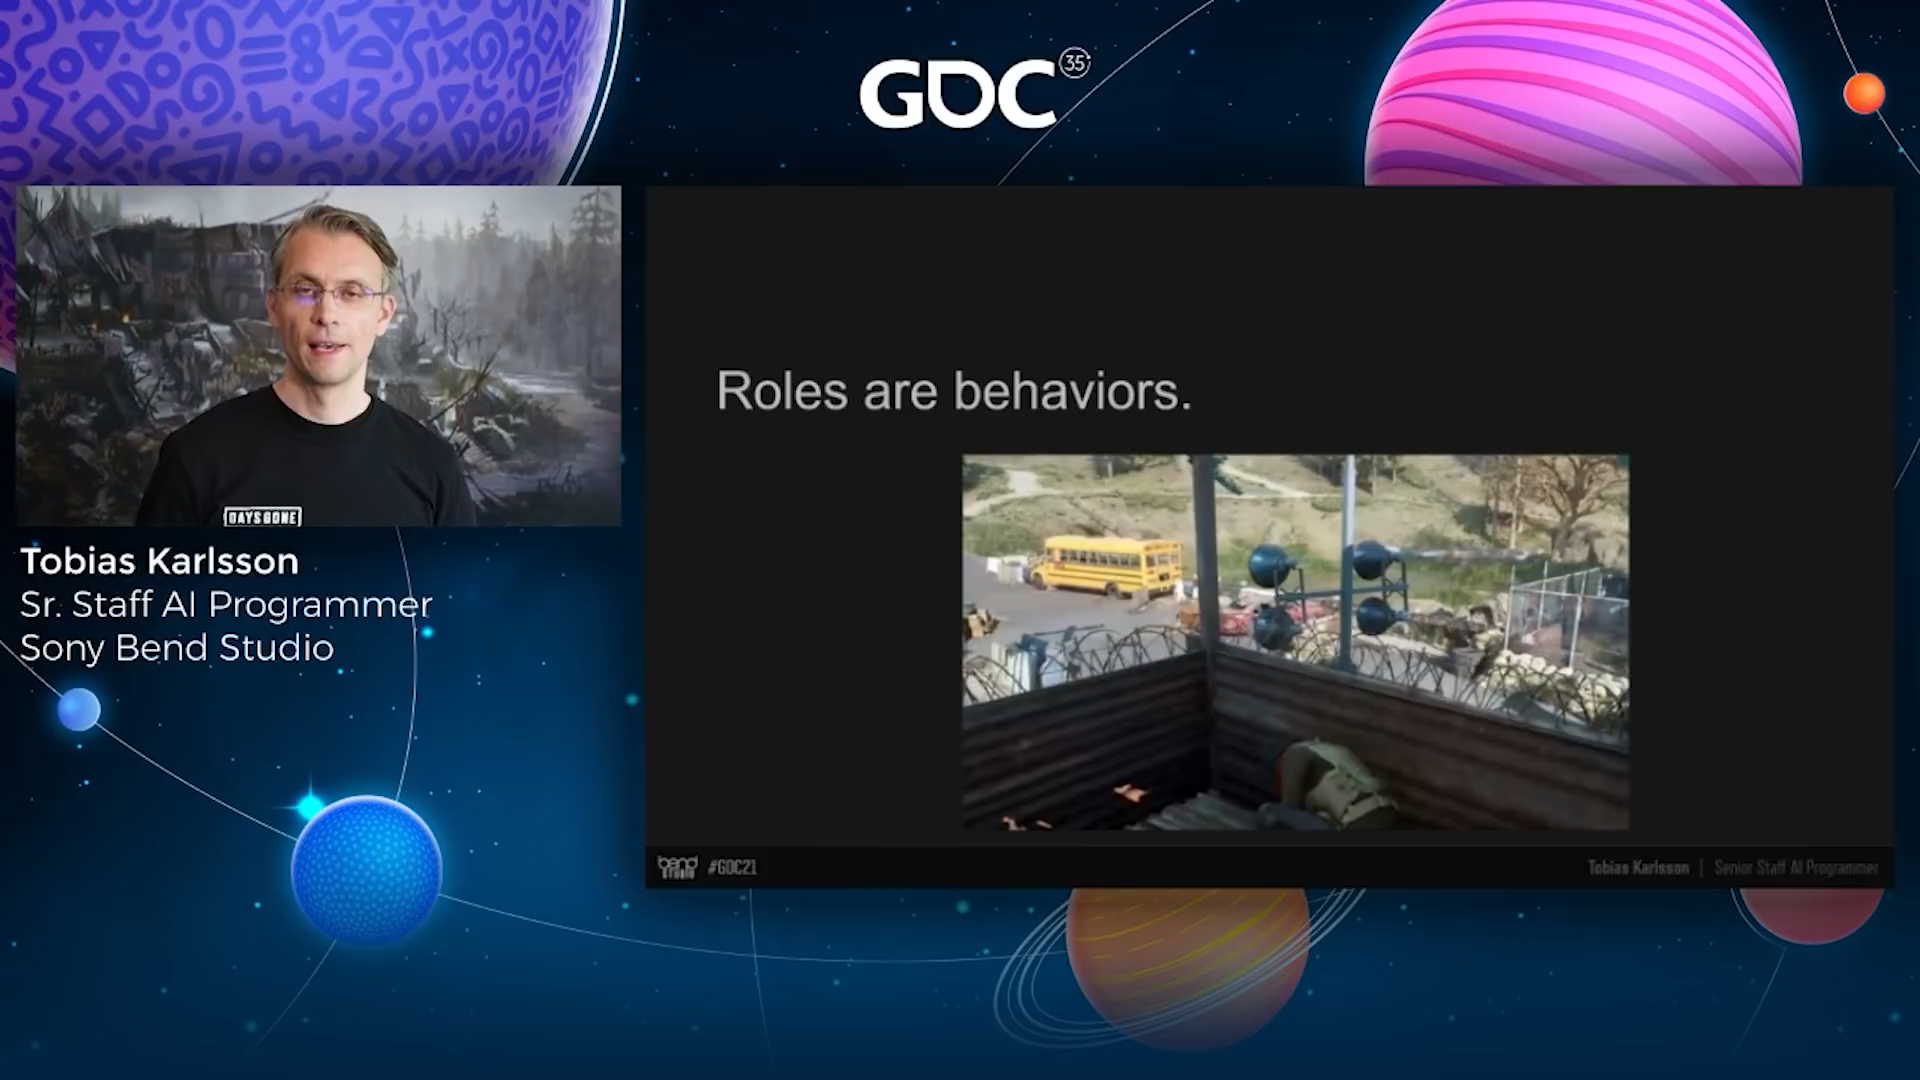 GDC 35
Roles are behaviors.
DAYS GONE
Tobias Karlsson
Sr. Staff AI Programmer
Sony Bend Studio
bend STUDIO #GDC21
Tobias Karlsson | Senior Staff AI Programmer